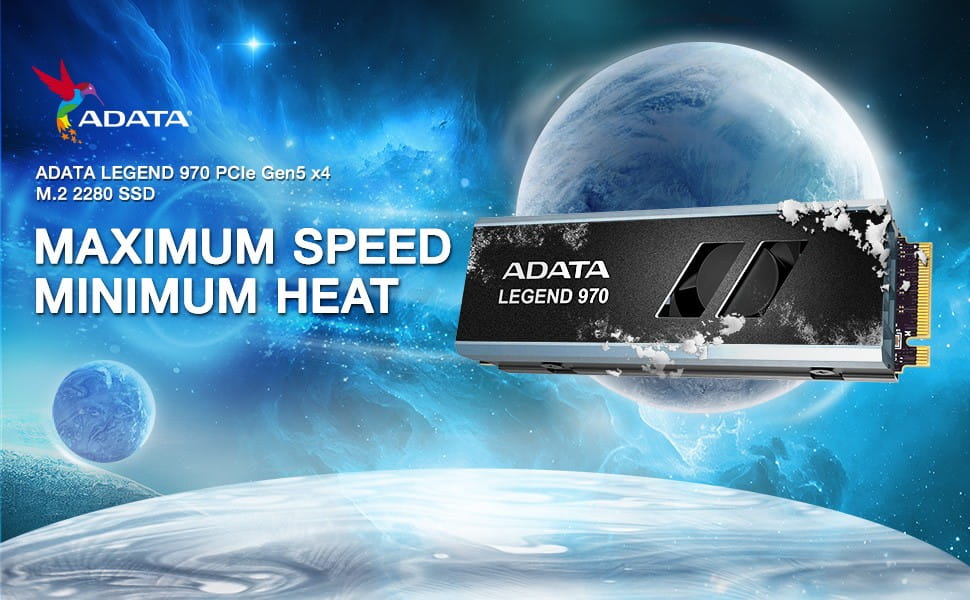 ADATA
ADATA LEGEND 970 PCIe Gen5 x4
M.2 2280 SSD
MAXIMUM SPEED
MINIMUM HEAT
ADATA
LEGEND 970